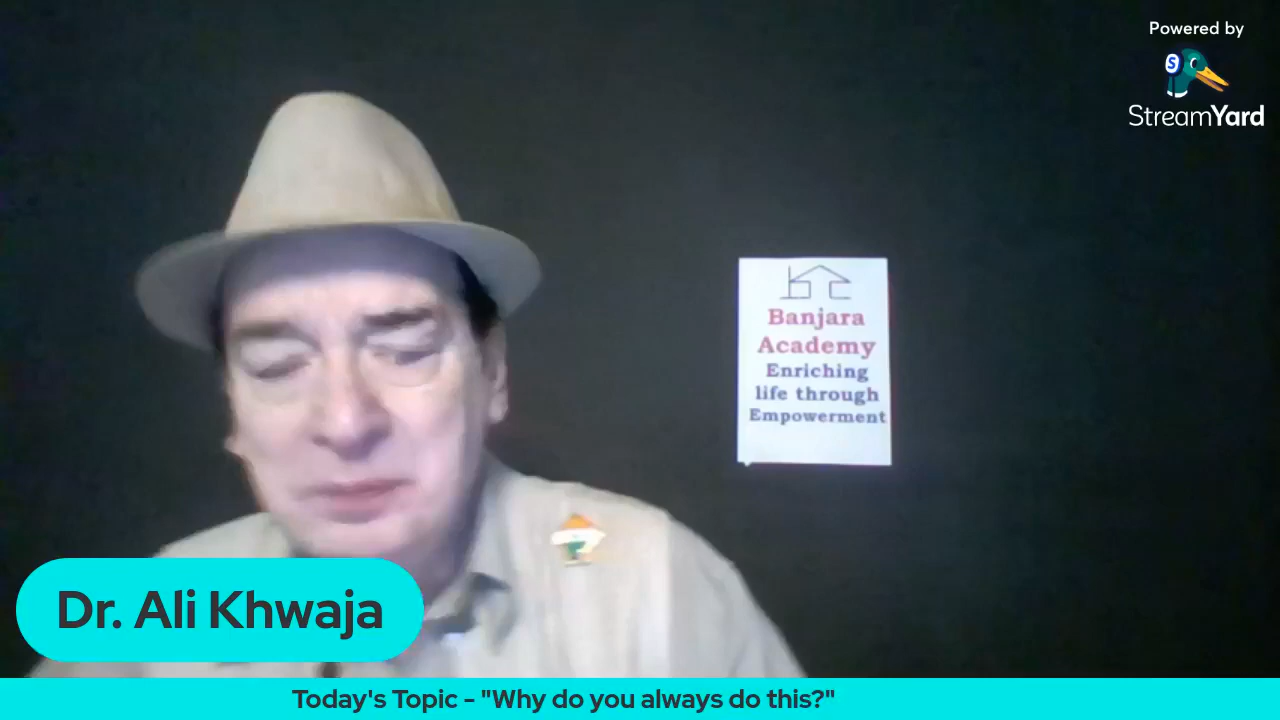 Powered by
S
StreamYard
Banjara
Academy
Enriching
life through
Empowerment
Dr. Ali Khwaja
Today's Topic - "Why do you always do this?"